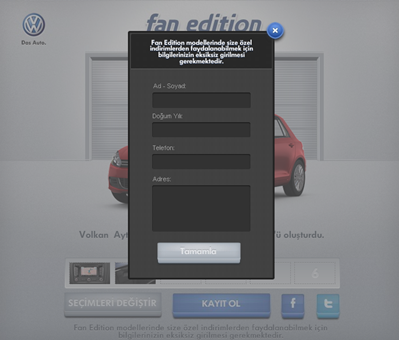 Das Auto.
fan edition
Fan Edition modellerinde size özel
indirimlerden faydalanabilmek için
bilgilerinizin eksiksiz girilmesi
gerekmektedir.
Ad - Soyad:
Doğum Yılı:
Telefon:
Adres:
Volkan Ayt
'ü oluşturdu.
Tamamla
6
SEÇİMLERİ DEĞİŞTİR
KAYIT OL
Fan Edition modellerinde size özel indirimlerden faydalanabilmek için
bilgilerinizin eksiksiz girilmesi gerekmektedir.